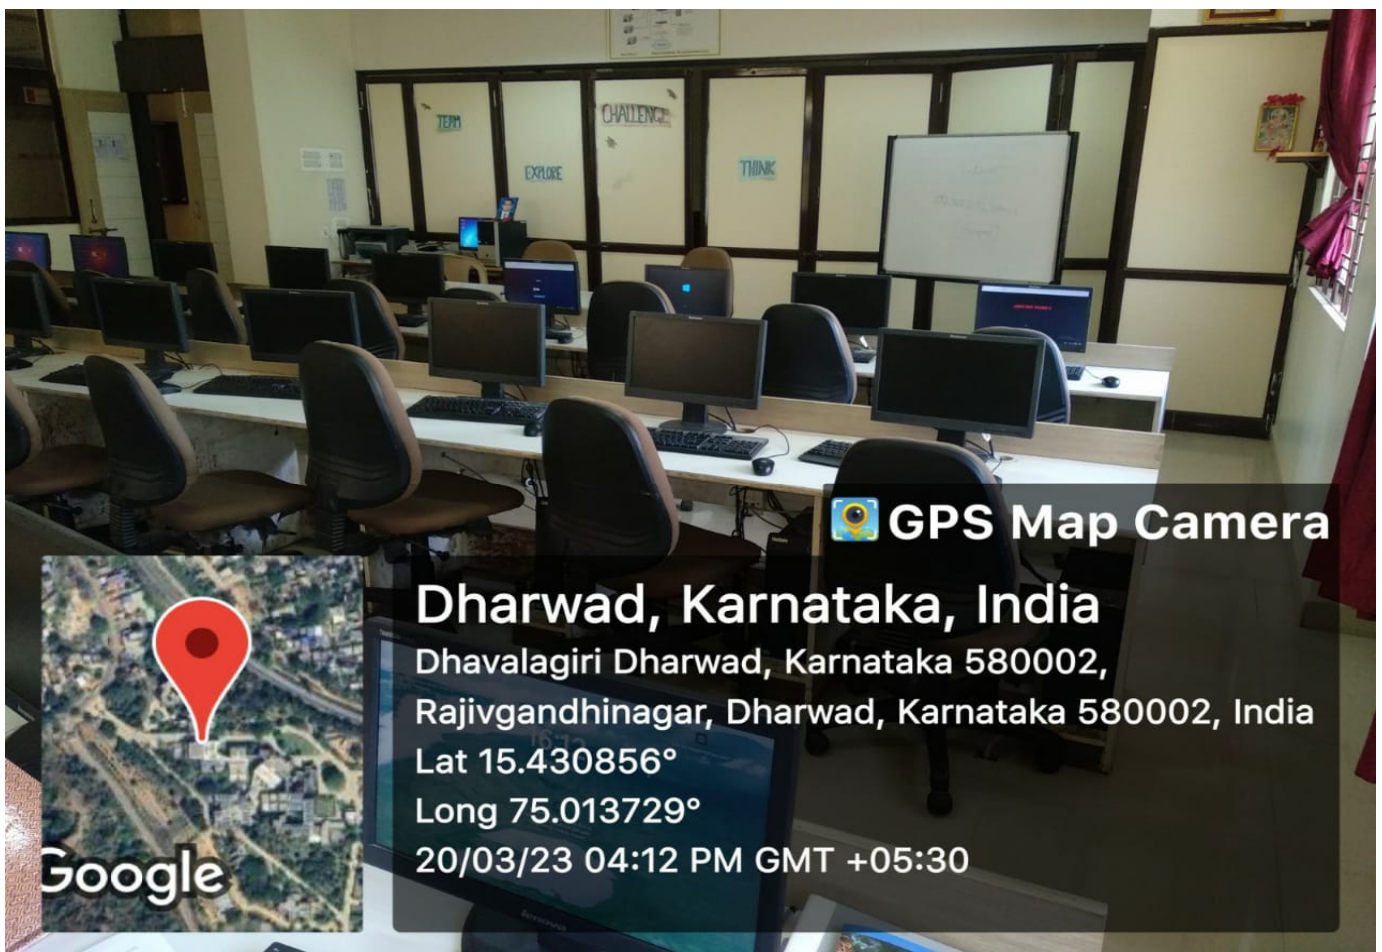 TEAM
EXPLORE
CHALLENGE
THINK
GPS Map Camera
Dharwad, Karnataka, India
Dhavalagiri Dharwad, Karnataka 580002,
Rajivgandhinagar, Dharwad, Karnataka 580002, India
Lat 15.430856°
Long 75.013729°
20/03/23 04:12 PM GMT +05:30
Google
lenovo